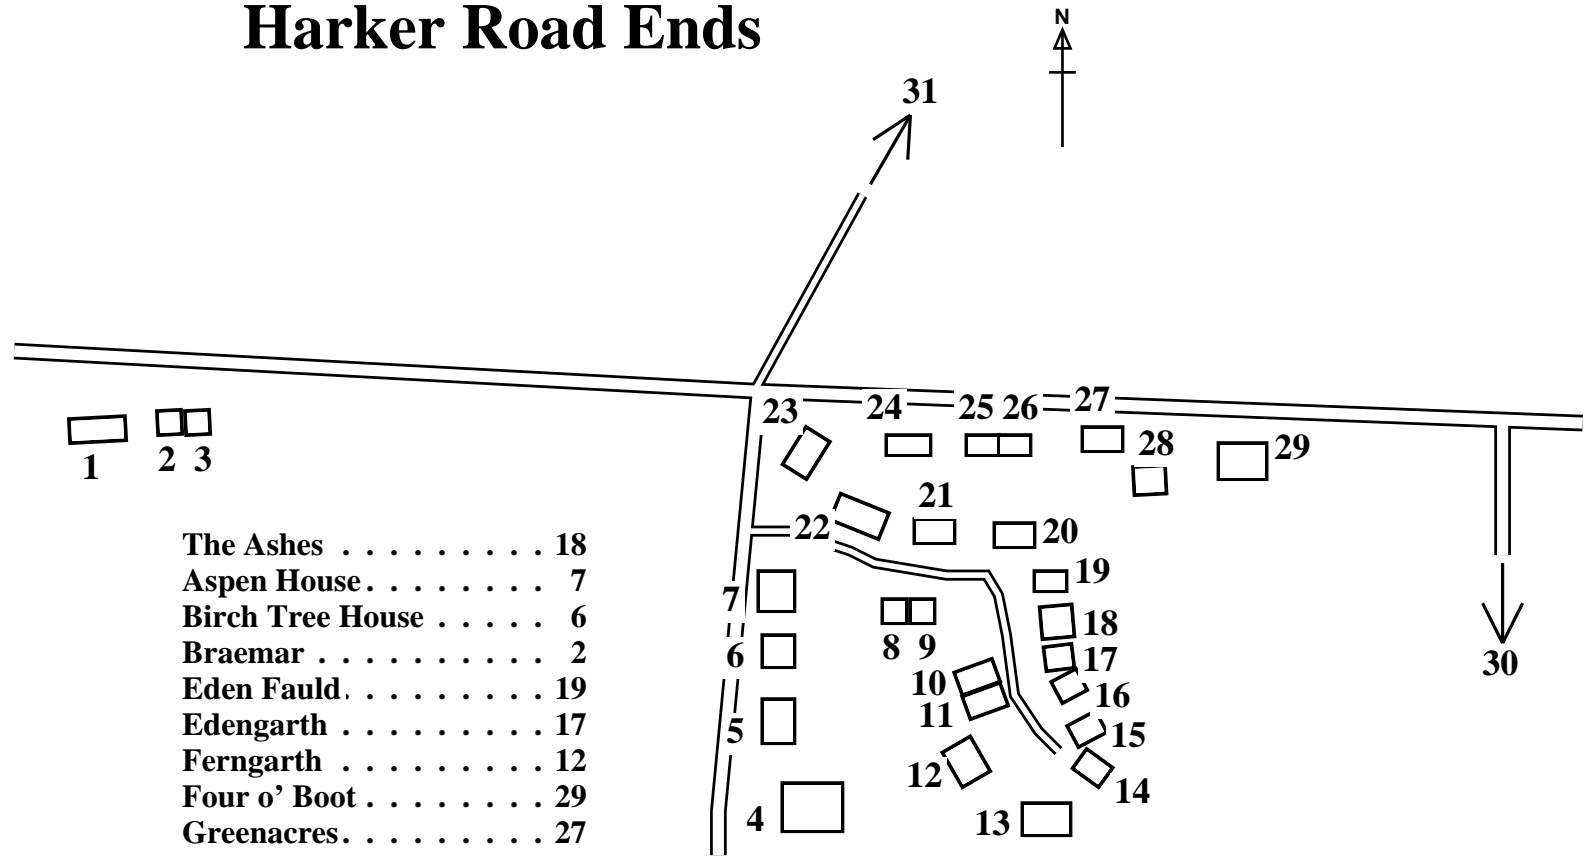 Harker Road Ends
N
31
23 24 25 26 27
28 29
1 2 3
21
22 20
19
7
18
8 9
6 17
10 16
11
5 15
12
14
4 13
30
The Ashes . . . . . . . . . 18
Aspen House . . . . . . . . 7
Birch Tree House . . . . . 6
Braemar . . . . . . . . . . 2
Eden Fauld . . . . . . . . . 19
Edengarth . . . . . . . . . 17
Ferngarth . . . . . . . . . 12
Four o’ Boot . . . . . . . . 29
Greenacres . . . . . . . . . 27